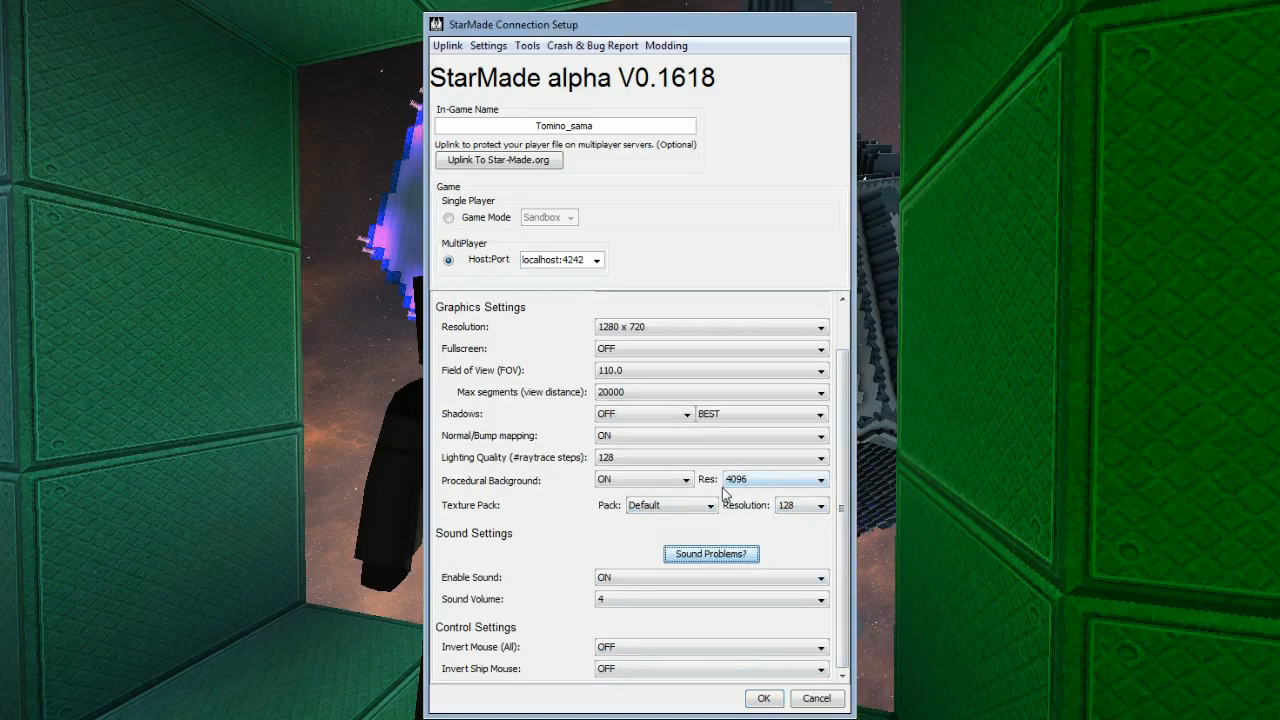 StarMade Connection Setup
Uplink Settings Tools Crash & Bug Report Modding
StarMade alpha V0.1618
In-Game Name
Tomino_sama
Uplink to protect your player file on multiplayer servers. (Optional)
Uplink To Star-Made.org
Game
Single Player
Game Mode Sandbox
MultiPlayer
Host:Port localhost:4242
Graphics Settings
Resolution: 1280 x 720
Fullscreen: OFF
Field of View (FOV): 110.0
Max segments (view distance): 20000
Shadows: OFF BEST
Normal/Bump mapping: ON
Lighting Quality (#raytrace steps): 128
Procedural Background: ON Res: 4096
Texture Pack: Pack: Default Resolution: 128
Sound Settings
Sound Problems?
Enable Sound: ON
Sound Volume: 4
Control Settings
Invert Mouse (All): OFF
Invert Ship Mouse: OFF
OK Cancel